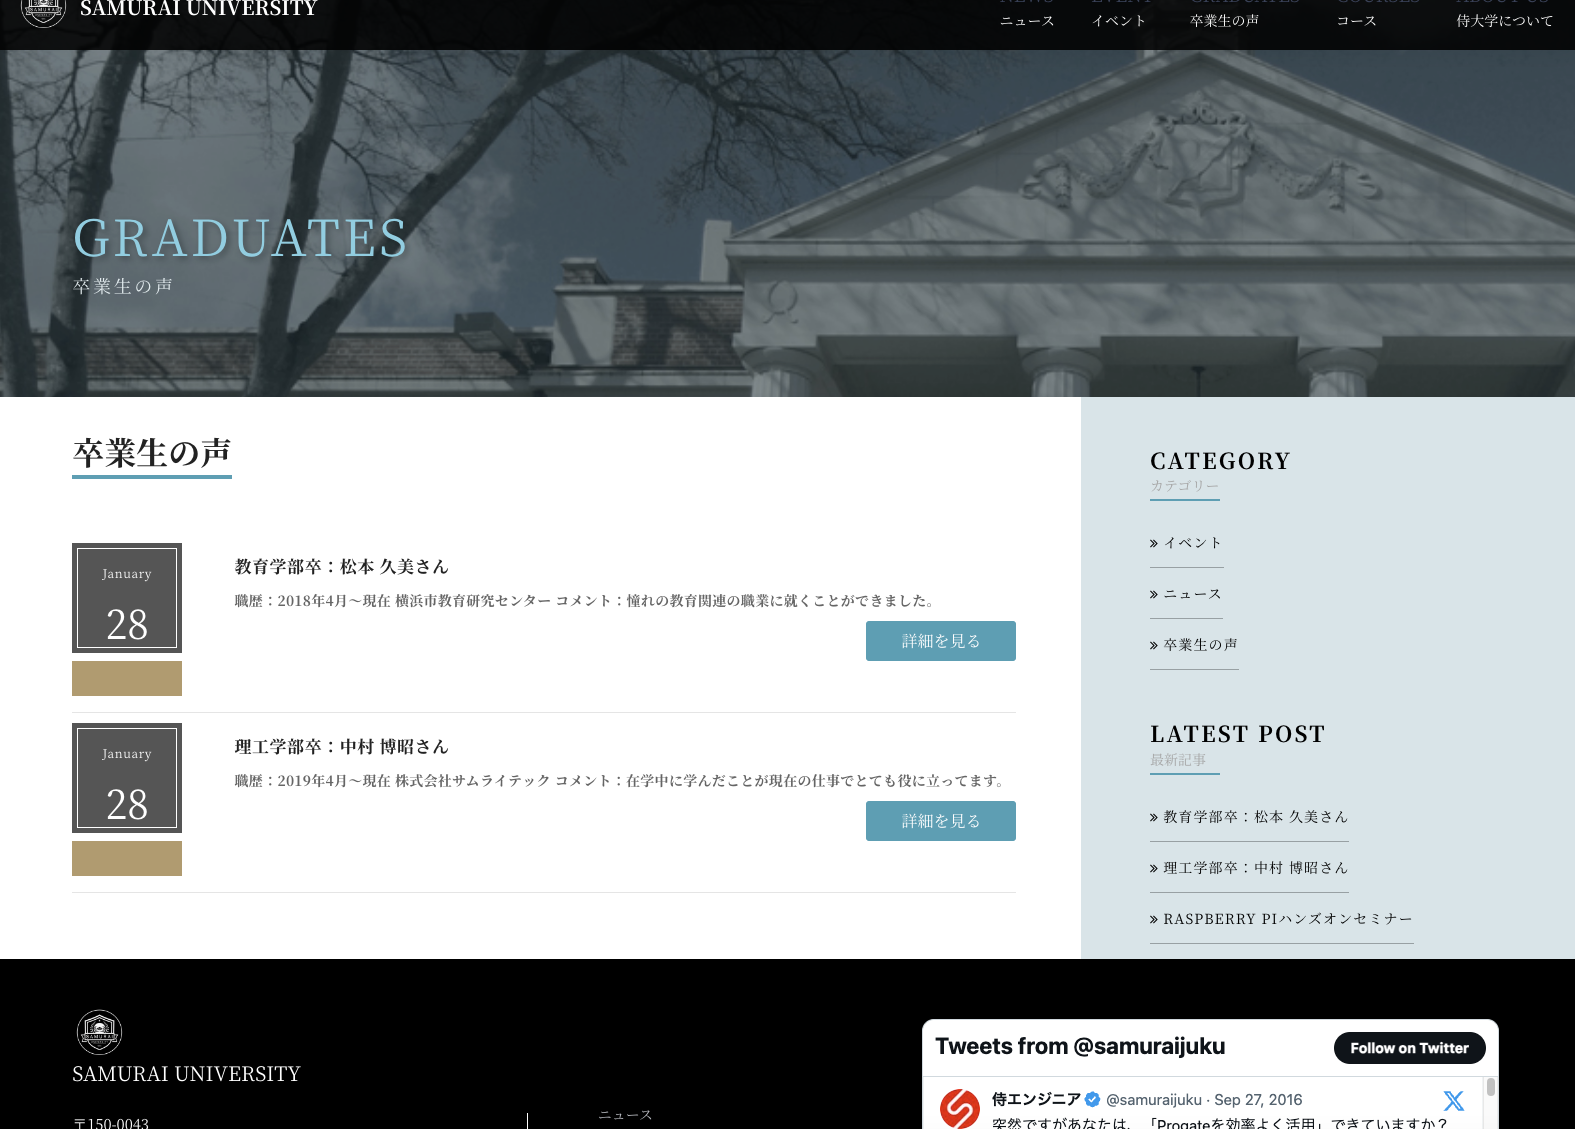 SAMURAI UNIVERSITY
NEWS EVENT GRADUATES COURSES ABOUT US
ニュース イベント 卒業生の声 コース 侍大学について
GRADUATES
卒業生の声
卒業生の声
January
28
教育学部卒：松本 久美さん
職歴：2018年4月〜現在 横浜市教育研究センター コメント：憧れの教育関連の職業に就くことができました。
詳細を見る
January
28
理工学部卒：中村 博昭さん
職歴：2019年4月〜現在 株式会社サムライテック コメント：在学中に学んだことが現在の仕事でとても役に立ってます。
詳細を見る
CATEGORY
カテゴリー
» イベント
» ニュース
» 卒業生の声
LATEST POST
最新記事
» 教育学部卒：松本 久美さん
» 理工学部卒：中村 博昭さん
» RASPBERRY PIハンズオンセミナー
SAMURAI UNIVERSITY
〒150-0043
ニュース
Tweets from @samuraijuku
Follow on Twitter
侍エンジニア @samuraijuku · Sep 27, 2016
突然ですがあなたは、「Progateを効率よく活用」できていますか？